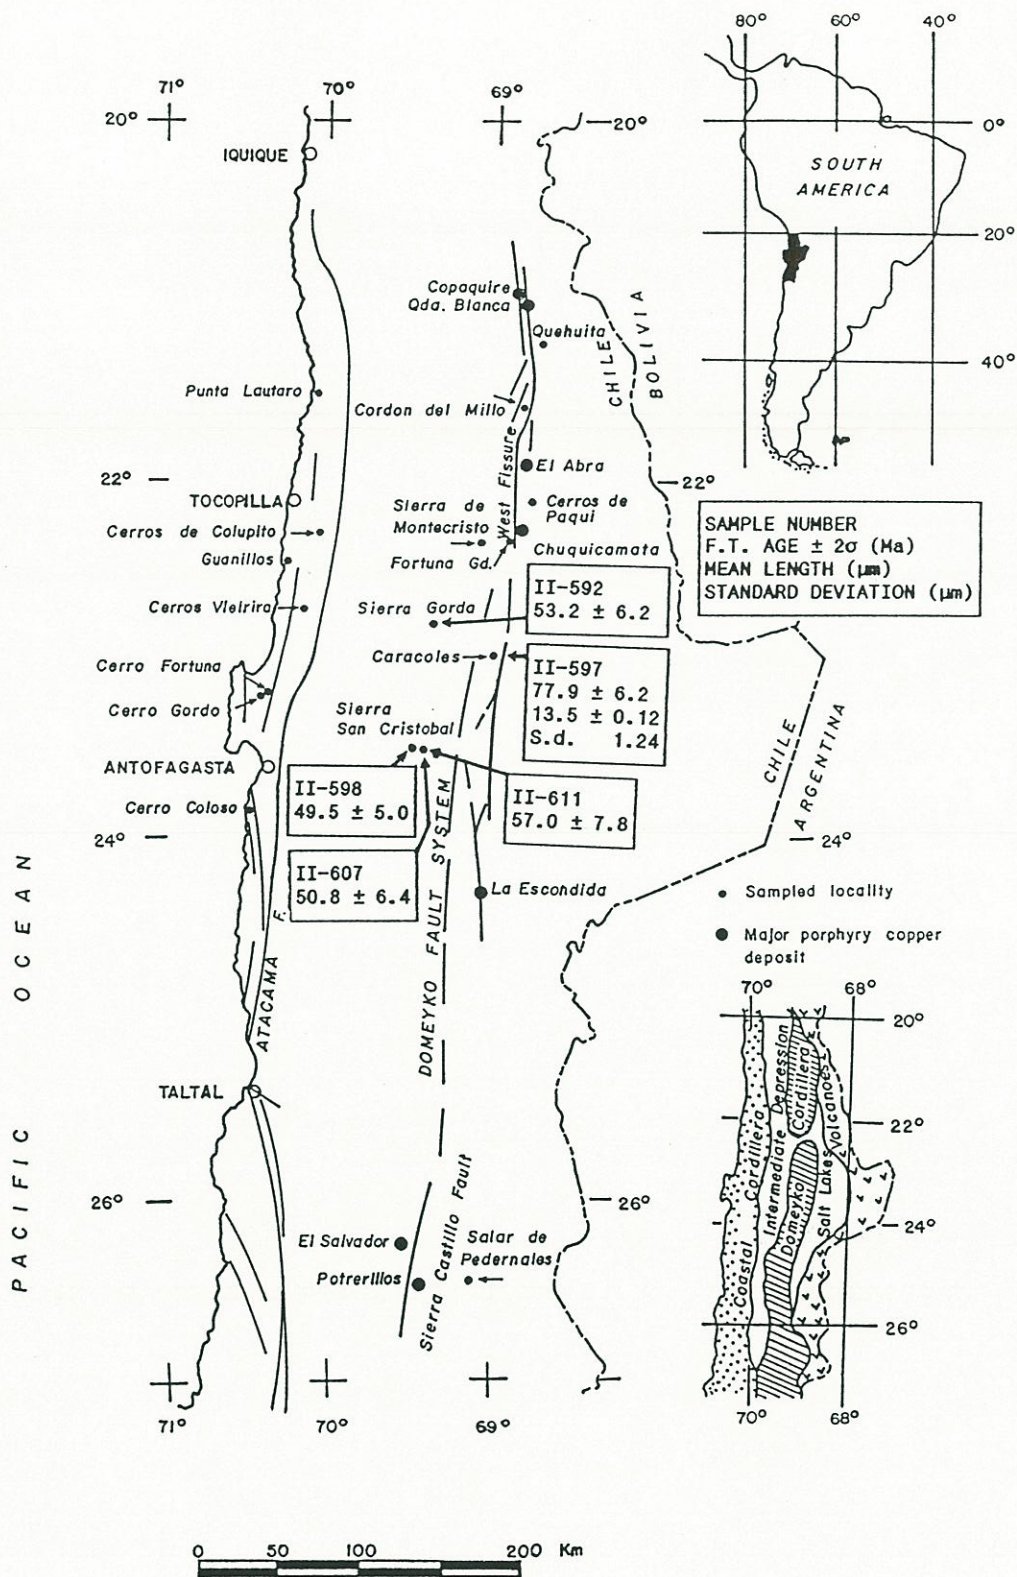 80°
60°
40°
71°
70°
69°
20°
20°
0°
IQUIQUE
SOUTH
AMERICA
20°
Copaquire
Qda. Blanca
Quehuita
CHILE
BOLIVIA
40°
Punta Lautaro
Cordon del Millo
West Fissure
El Abra
22°
22°
TOCOPILLA
Sierra de
Montecristo
Cerros de
Paqui
Cerros de Colupito
Chuquicamata
Guanillos
Fortuna Gd.
SAMPLE NUMBER
F.T. AGE ± 2σ (Ma)
MEAN LENGTH (µm)
STANDARD DEVIATION (µm)
II-592
53.2 ± 6.2
Cerros Vielrira
Sierra Gorda
Caracoles
II-597
77.9 ± 6.2
13.5 ± 0.12
S.d. 1.24
Cerro Fortuna
Cerro Gordo
Sierra
San Cristobal
CHILE
ARGENTINA
ANTOFAGASTA
II-598
49.5 ± 5.0
II-611
57.0 ± 7.8
Cerro Coloso
24°
24°
II-607
50.8 ± 6.4
La Escondida
Sampled locality
Major porphyry copper
deposit
PACIFIC OCEAN
ATACAMA F.
DOMEYKO FAULT SYSTEM
TALTAL
26°
26°
El Salvador
Potrerillos
Sierra Castillo Fault
Salar de
Pedernales
70°
68°
20°
22°
24°
26°
Coastal Cordillera
Intermediate Depression
Domeyko Cordillera
Salt Lakes
Volcanoes
70°
68°
71°
70°
69°
0 50 100 200 Km